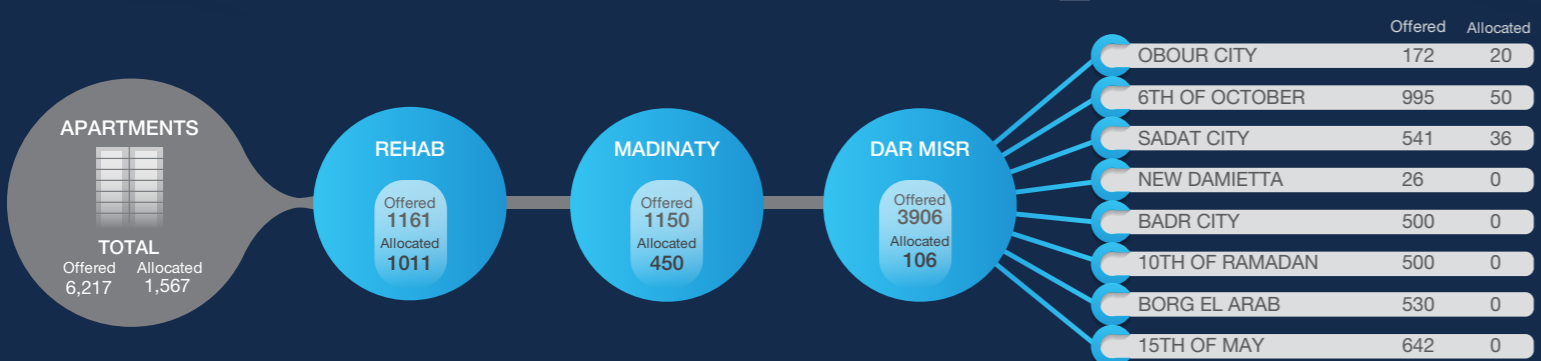 APARTMENTS
TOTAL
Offered Allocated
6,217 1,567
REHAB
Offered
1161
Allocated
1011
MADINATY
Offered
1150
Allocated
450
DAR MISR
Offered
3906
Allocated
106
Offered Allocated
OBOUR CITY 172 20
6TH OF OCTOBER 995 50
SADAT CITY 541 36
NEW DAMIETTA 26 0
BADR CITY 500 0
10TH OF RAMADAN 500 0
BORG EL ARAB 530 0
15TH OF MAY 642 0